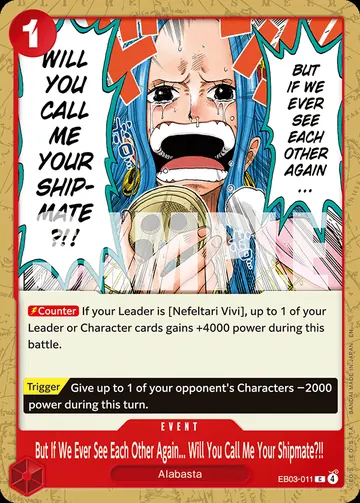 1
WILL
YOU
CALL
ME
YOUR
SHIP-
MATE
?!!
BUT
IF WE
EVER
SEE
EACH
OTHER
AGAIN
...
Counter If your Leader is [Nefeltari Vivi], up to 1 of your
Leader or Character cards gains +4000 power during this
battle.
Trigger Give up to 1 of your opponent's Characters −2000
power during this turn.
EVENT
But If We Ever See Each Other Again... Will You Call Me Your Shipmate?!!
Alabasta
EB03-011 C 4